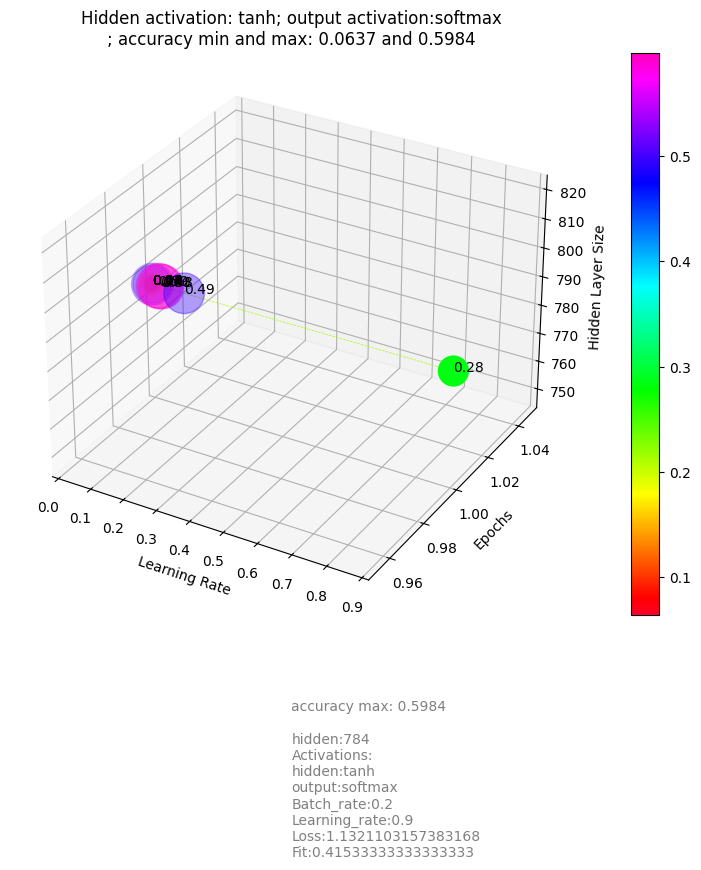 Hidden activation: tanh; output activation:softmax
; accuracy min and max: 0.0637 and 0.5984
820
810
800
790
780
770
760
750
Hidden Layer Size
0.49
0.28
0.0
0.1
0.2
0.3
0.4
0.5
0.6
0.7
0.8
0.9
Learning Rate
0.96
0.98
1.00
1.02
1.04
Epochs
0.5
0.4
0.3
0.2
0.1
accuracy max: 0.5984
hidden:784
Activations:
hidden:tanh
output:softmax
Batch_rate:0.2
Learning_rate:0.9
Loss:1.1321103157383168
Fit:0.41533333333333333